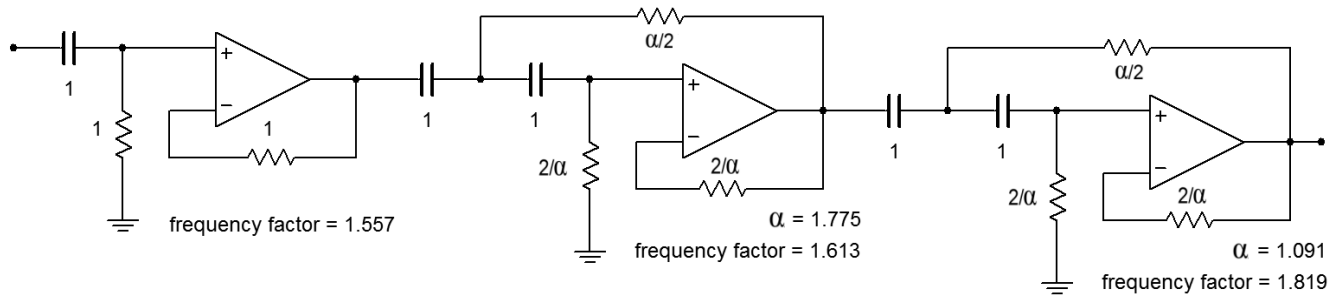 1
1
+
−
1
frequency factor = 1.557
1
1
α/2
2/α
+
−
2/α
α = 1.775
frequency factor = 1.613
1
1
α/2
2/α
+
−
2/α
α = 1.091
frequency factor = 1.819